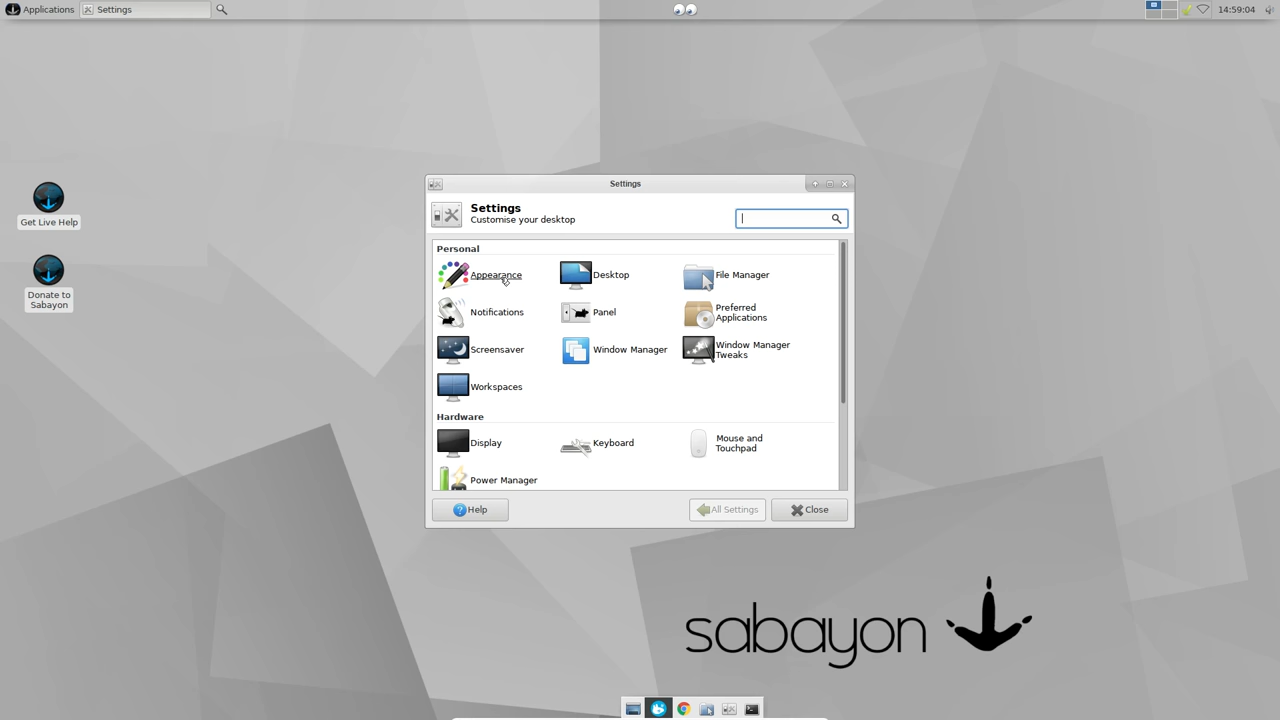 Applications
Settings
14:59:04
Get Live Help
Donate to
Sabayon
Settings
Settings
Customise your desktop
Personal
Appearance
Desktop
File Manager
Notifications
Panel
Preferred
Applications
Screensaver
Window Manager
Window Manager
Tweaks
Workspaces
Hardware
Display
Keyboard
Mouse and
Touchpad
Power Manager
Help
All Settings
Close
sabayon